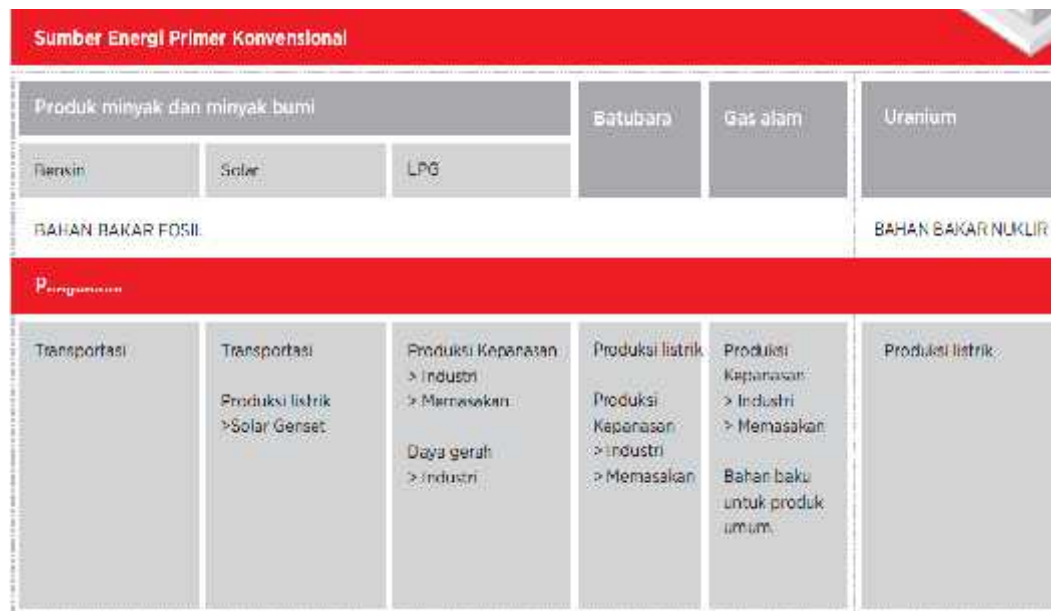 Sumber Energi Primer Konvensional
Produk minyak dan minyak bumi
Batubara
Gas alam
Uranium
Bensin
Solar
LPG
BAHAN BAKAR FOSIL
BAHAN BAKAR NUKLIR
Transportasi
Transportasi
Produksi listrik
>Solar Genset
Produksi Kepanasan
> Industri
> Memasakan
Daya gerah
> Industri
Produksi listrik
Produksi
Kepanasan
> Industri
> Memasakan
Produksi
Kepanasan
> Industri
> Memasakan
Bahan baku
untuk produk
umum
Produksi listrik